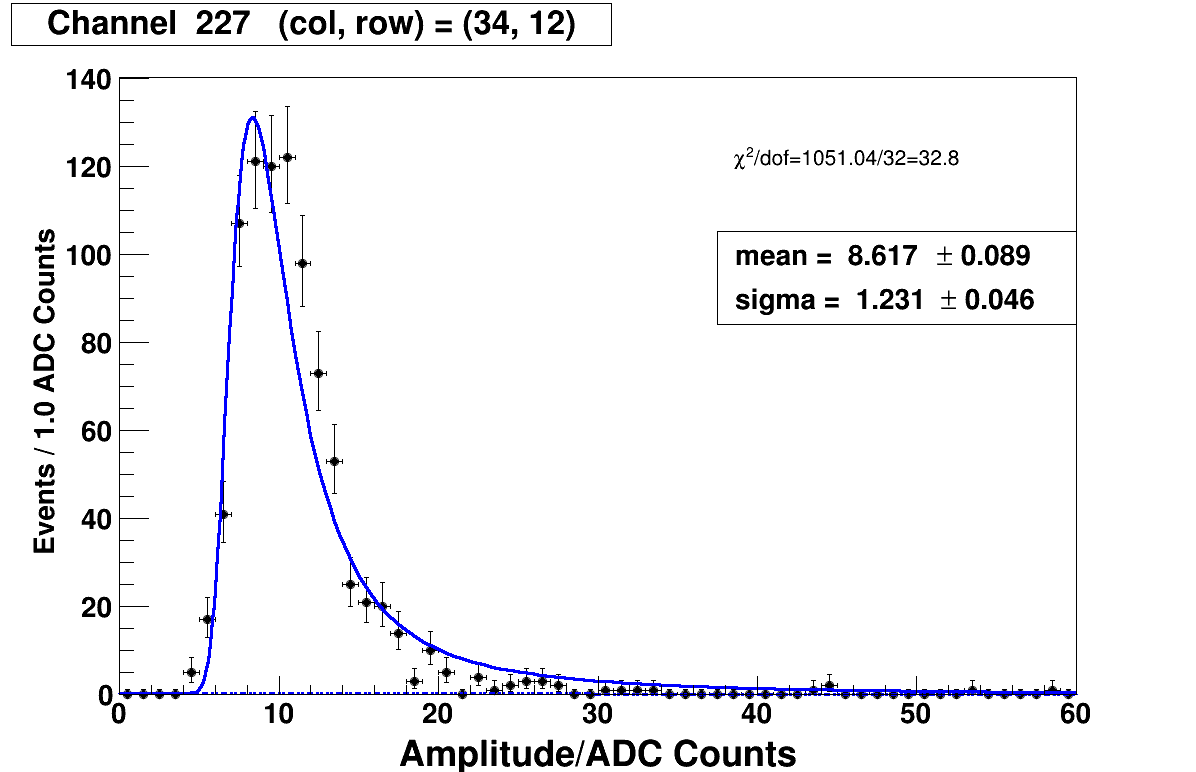 Channel 227 (col, row) = (34, 12)
140
120
100
80
60
40
20
0
Events / 1.0 ADC Counts
χ²/dof=1051.04/32=32.8
mean = 8.617 ± 0.089
sigma = 1.231 ± 0.046
0 10 20 30 40 50 60
Amplitude/ADC Counts